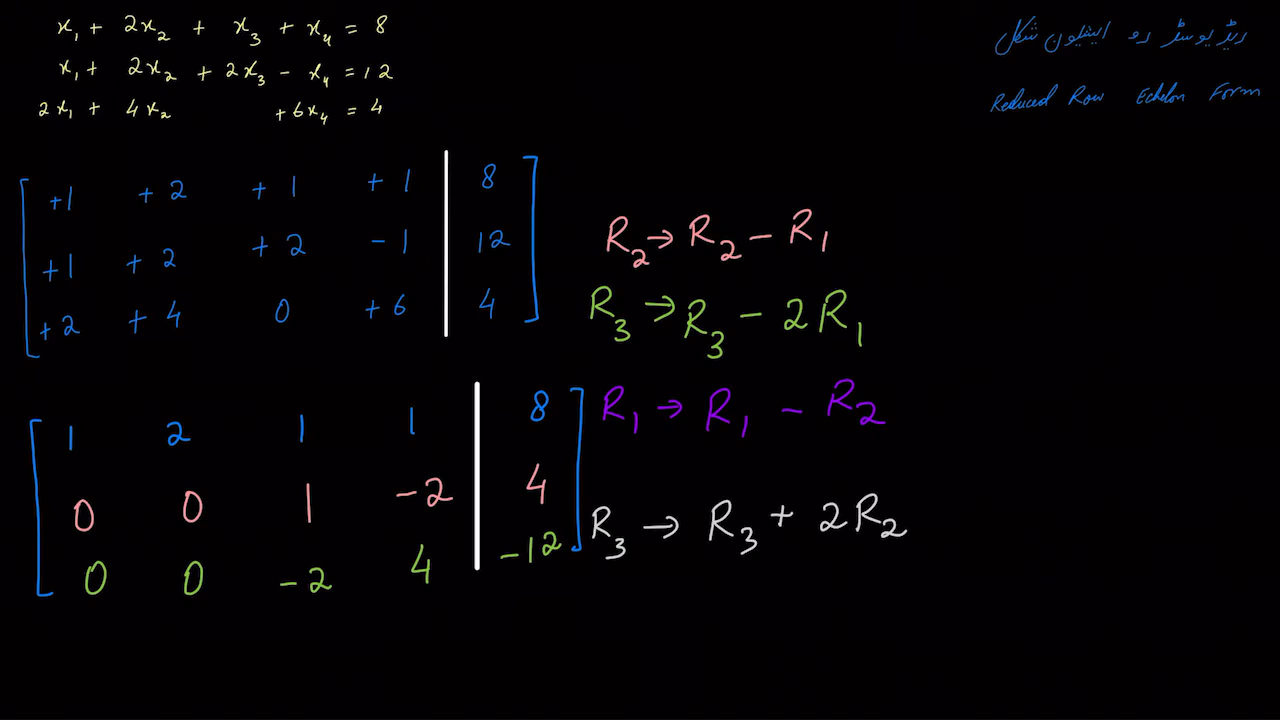 x₁ + 2x₂ + x₃ + x₄ = 8
x₁ + 2x₂ + 2x₃ - x₄ = 12
2x₁ + 4x₂ + 6x₄ = 4
ریڈیوسڈ رو ایشیلون شکل
Reduced Row Echelon Form
+1 +2 +1 +1 8
+1 +2 +2 -1 12
+2 +4 0 +6 4
R₂ → R₂ - R₁
R₃ → R₃ - 2R₁
1 2 1 1 8
0 0 1 -2 4
0 0 -2 4 -12
R₁ → R₁ - R₂
R₃ → R₃ + 2R₂